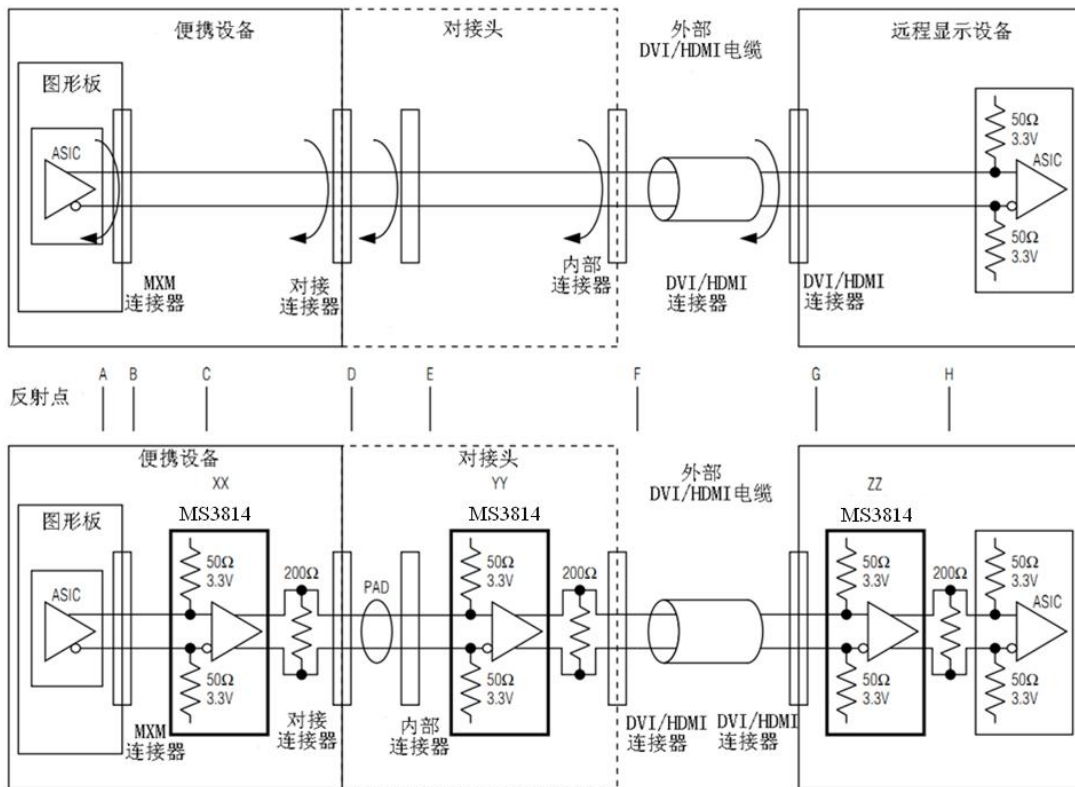 便携设备
对接头
外部
DVI/HDMI电缆
远程显示设备
图形板
ASIC
50Ω
3.3V
ASIC
50Ω
3.3V
MXM
连接器
对接
连接器
内部
连接器
DVI/HDMI
连接器
DVI/HDMI
连接器
反射点
A
B
C
D
E
F
G
H
便携设备
对接头
外部
DVI/HDMI电缆
XX
YY
ZZ
图形板
MS3814
MS3814
MS3814
50Ω
3.3V
200Ω
PAD
50Ω
3.3V
200Ω
50Ω
3.3V
200Ω
50Ω
3.3V
ASIC
ASIC
50Ω
3.3V
50Ω
3.3V
50Ω
3.3V
50Ω
3.3V
MXM
连接器
对接
连接器
内部
连接器
DVI/HDMI
连接器
DVI/HDMI
连接器